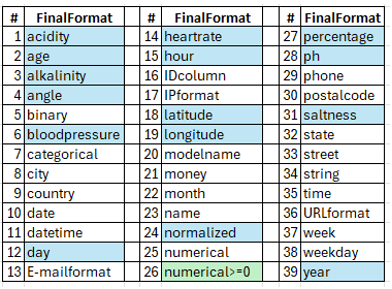 # FinalFormat # FinalFormat # FinalFormat
1 acidity 14 heartrate 27 percentage
2 age 15 hour 28 ph
3 alkalinity 16 IDcolumn 29 phone
4 angle 17 IPformat 30 postalcode
5 binary 18 latitude 31 saltness
6 bloodpressure 19 longitude 32 state
7 categorical 20 modelname 33 street
8 city 21 money 34 string
9 country 22 month 35 time
10 date 23 name 36 URLformat
11 datetime 24 normalized 37 week
12 day 25 numerical 38 weekday
13 E-mailformat 26 numerical>=0 39 year